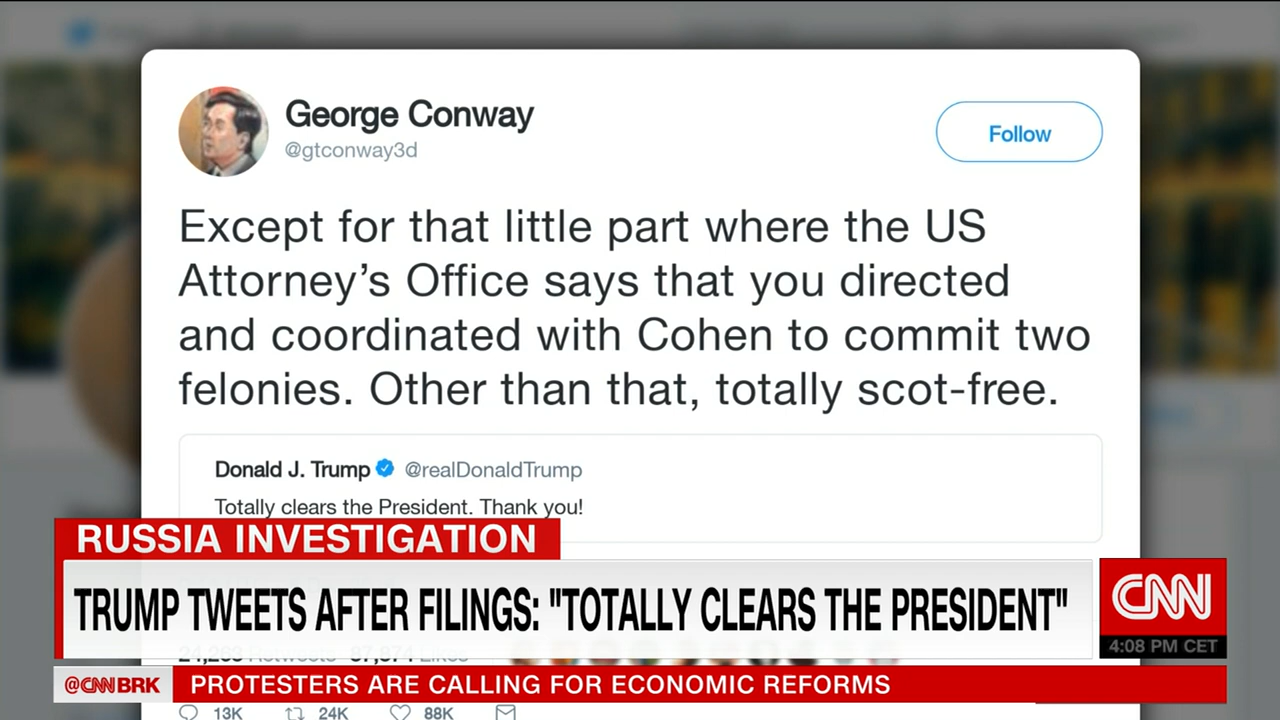 George Conway
@gtconway3d
Follow
Except for that little part where the US
Attorney's Office says that you directed
and coordinated with Cohen to commit two
felonies. Other than that, totally scot-free.
Donald J. Trump @realDonaldTrump
Totally clears the President. Thank you!
RUSSIA INVESTIGATION
TRUMP TWEETS AFTER FILINGS: "TOTALLY CLEARS THE PRESIDENT"
CNN
4:08 PM CET
@CNNBRK PROTESTERS ARE CALLING FOR ECONOMIC REFORMS
13K 24K 88K